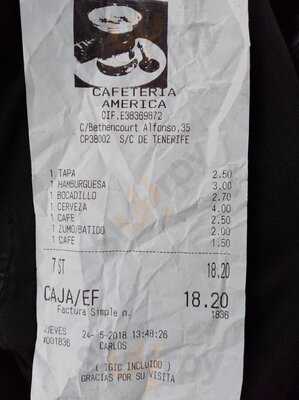 CAFETERIA
AMERICA
CIF.E38369872
C/Bethencourt Alfonso,35
CP38002 S/C DE TENERIFE
1 TAPA 2.50
1 HAMBURGUESA 3.00
1 BOCADILLO 2.70
1 CERVEZA 4.00
1 CAFE 2.50
1 ZUMO/BATIDO 2.00
1 CAFE 1.50
7 ST 18.20
CAJA/EF 18.20
Factura Simple n. 1836
JUEVES 24-5-2018 13:48:26
X001836 CARLOS
( IGIC INCLUIDO )
GRACIAS POR SU VISITA